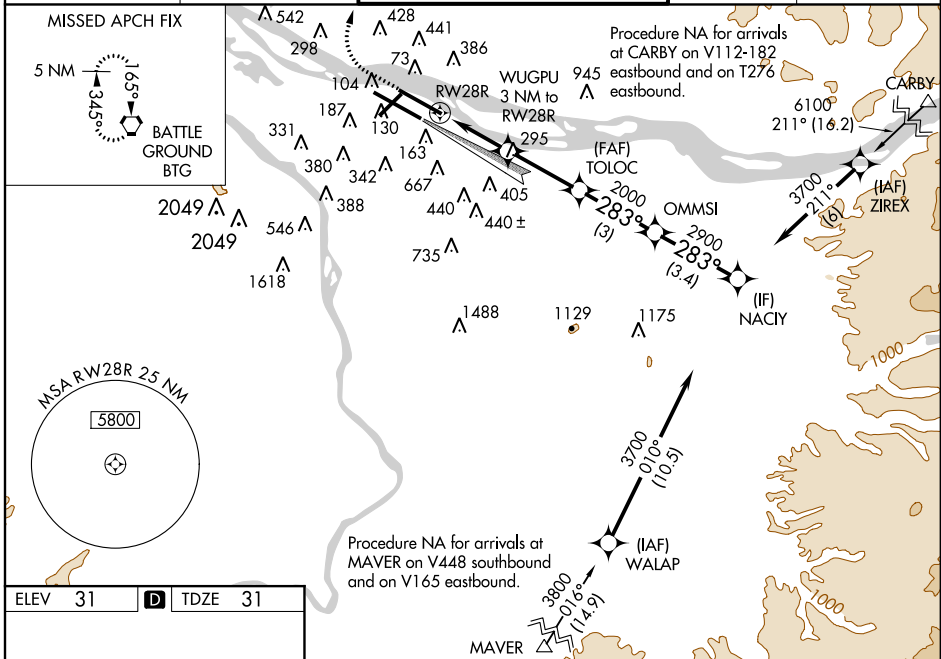 MISSED APCH FIX
5 NM
345°
165°
BATTLE
GROUND
BTG
542
298
428
73
441
386
104
187
130
331
380
342
163
667
388
405
440
440 ±
2049
2049
546
1618
735
1488
1129
1175
945
RW28R
WUGPU
3 NM to
RW28R
295
Procedure NA for arrivals
at CARBY on V112-182
eastbound and on T276
eastbound.
CARBY
6100
211° (16.2)
(IAF)
ZIREX
3700
211°
(6)
(FAF)
TOLOC
2000
283°
(3)
OMMSI
2900
283°
(3.4)
(IF)
NACIY
1000
MSA RW28R 25 NM
5800
3700
010°
(10.5)
(IAF)
WALAP
Procedure NA for arrivals at
MAVER on V448 southbound
and on V165 eastbound.
3800
016°
(14.9)
MAVER
1000
ELEV 31 D TDZE 31